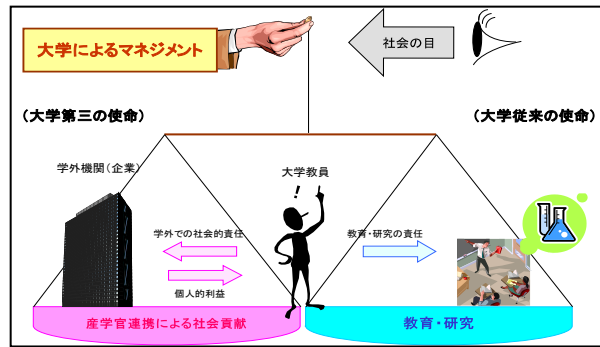 大学によるマネジメント
社会の目
(大学第三の使命)
(大学従来の使命)
学外機関(企業)
大学教員
!
学外での社会的責任
教育・研究の責任
個人的利益
産学官連携による社会貢献
教育・研究